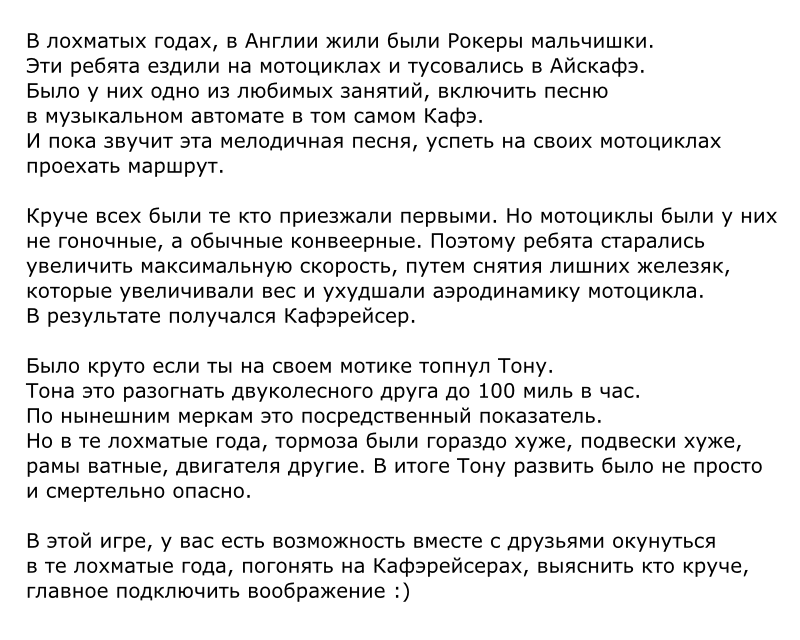 В лохматых годах, в Англии жили были Рокеры мальчишки.
Эти ребята ездили на мотоциклах и тусовались в Айскафэ.
Было у них одно из любимых занятий, включить песню
в музыкальном автомате в том самом Кафэ.
И пока звучит эта мелодичная песня, успеть на своих мотоциклах
проехать маршрут.
Круче всех были те кто приезжали первыми. Но мотоциклы были у них
не гоночные, а обычные конвеерные. Поэтому ребята старались
увеличить максимальную скорость, путем снятия лишних железяк,
которые увеличивали вес и ухудшали аэродинамику мотоцикла.
В результате получался Кафэрейсер.
Было круто если ты на своем мотике топнул Тону.
Тона это разогнать двуколесного друга до 100 миль в час.
По нынешним меркам это посредственный показатель.
Но в те лохматые года, тормоза были гораздо хуже, подвески хуже,
рамы ватные, двигателя другие. В итоге Тону развить было не просто
и смертельно опасно.
В этой игре, у вас есть возможность вместе с друзьями окунуться
в те лохматые года, погонять на Кафэрейсерах, выяснить кто круче,
главное подключить воображение :)